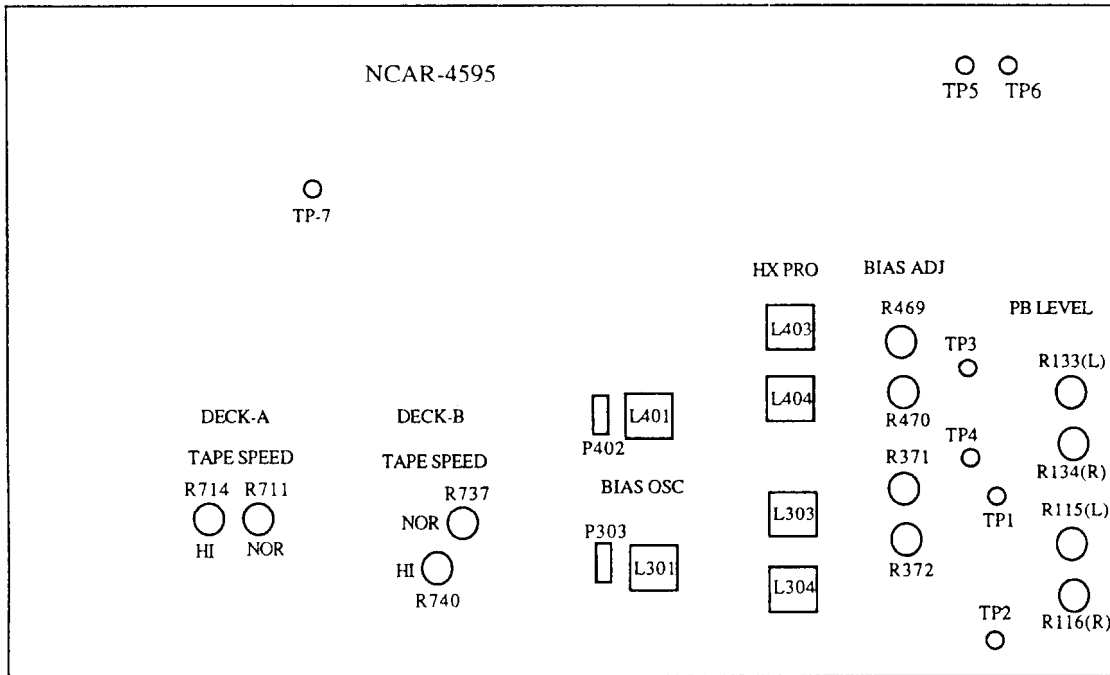 NCAR-4595
TP5 TP6
TP-7
HX PRO BIAS ADJ
R469 PB LEVEL
L403
TP3
R133(L)
L404
DECK-A DECK-B
L401
R470
P402
TP4
TAPE SPEED TAPE SPEED
R371
R134(R)
R714 R711 R737
BIAS OSC
L303
TP1
R115(L)
NOR
P303
HI NOR
HI
L301
R372
R740
L304
TP2
R116(R)